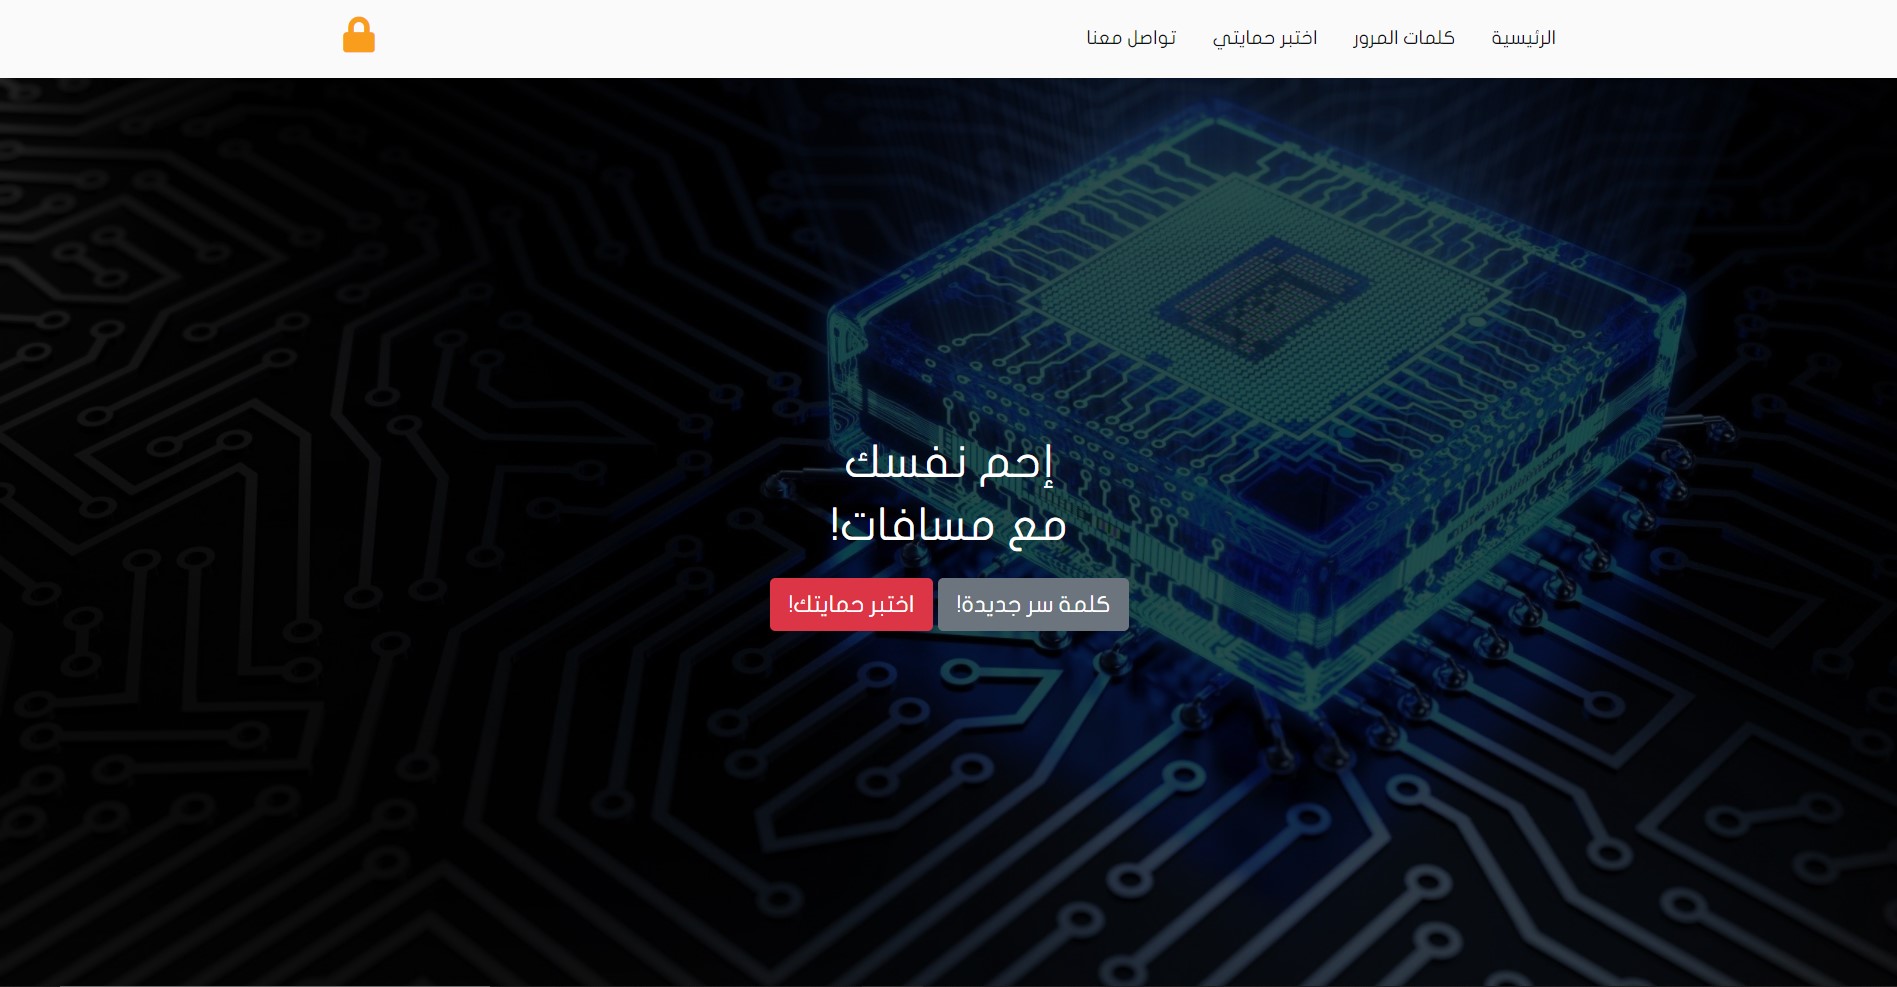 الرئيسية
كلمات المرور
اختبر حمايتي
تواصل معنا
إحم نفسك
مع مسافات!
كلمة سر جديدة!
اختبر حمايتك!